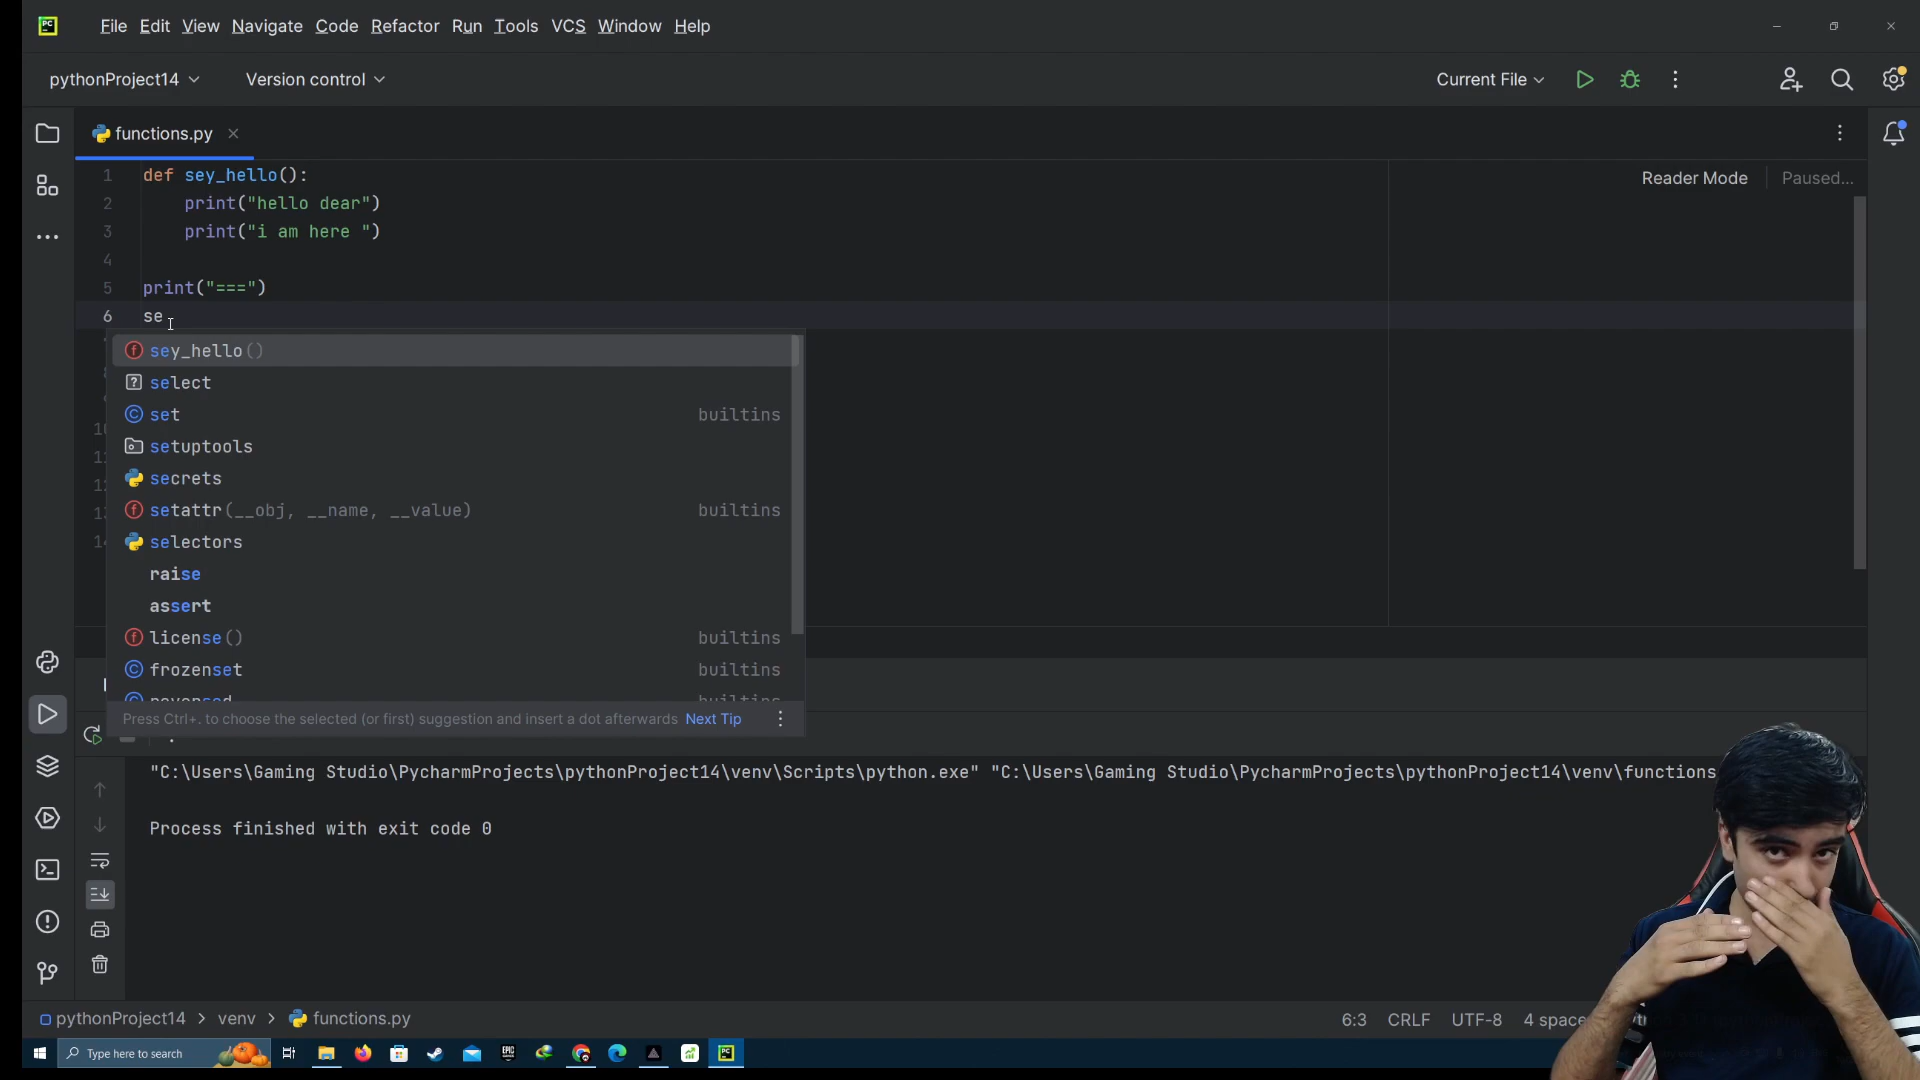 PC
File Edit View Navigate Code Refactor Run Tools VCS Window Help
pythonProject14 Version control Current File
functions.py
Reader Mode Paused...
1 def sey_hello():
2 print("hello dear")
3 print("i am here ")
4
5 print("===")
6 se
sey_hello()
select
set builtins
setuptools
secrets
setattr(__obj, __name, __value) builtins
selectors
raise
assert
license() builtins
frozenset builtins
Press Ctrl+. to choose the selected (or first) suggestion and insert a dot afterwards Next Tip
"C:\Users\Gaming Studio\PycharmProjects\pythonProject14\venv\Scripts\python.exe" "C:\Users\Gaming Studio\PycharmProjects\pythonProject14\venv\functions
Process finished with exit code 0
pythonProject14 > venv > functions.py 6:3 CRLF UTF-8 4 space
Type here to search EPIC PC